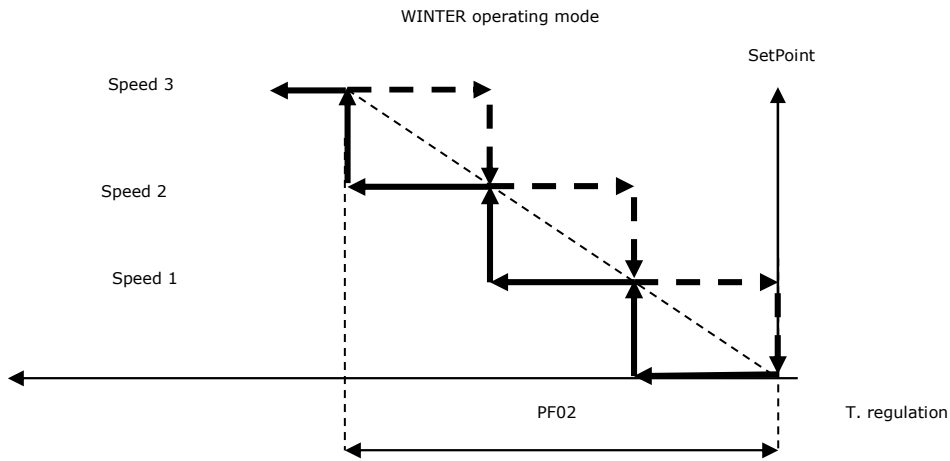 WINTER operating mode
SetPoint
Speed 3
Speed 2
Speed 1
PF02
T. regulation